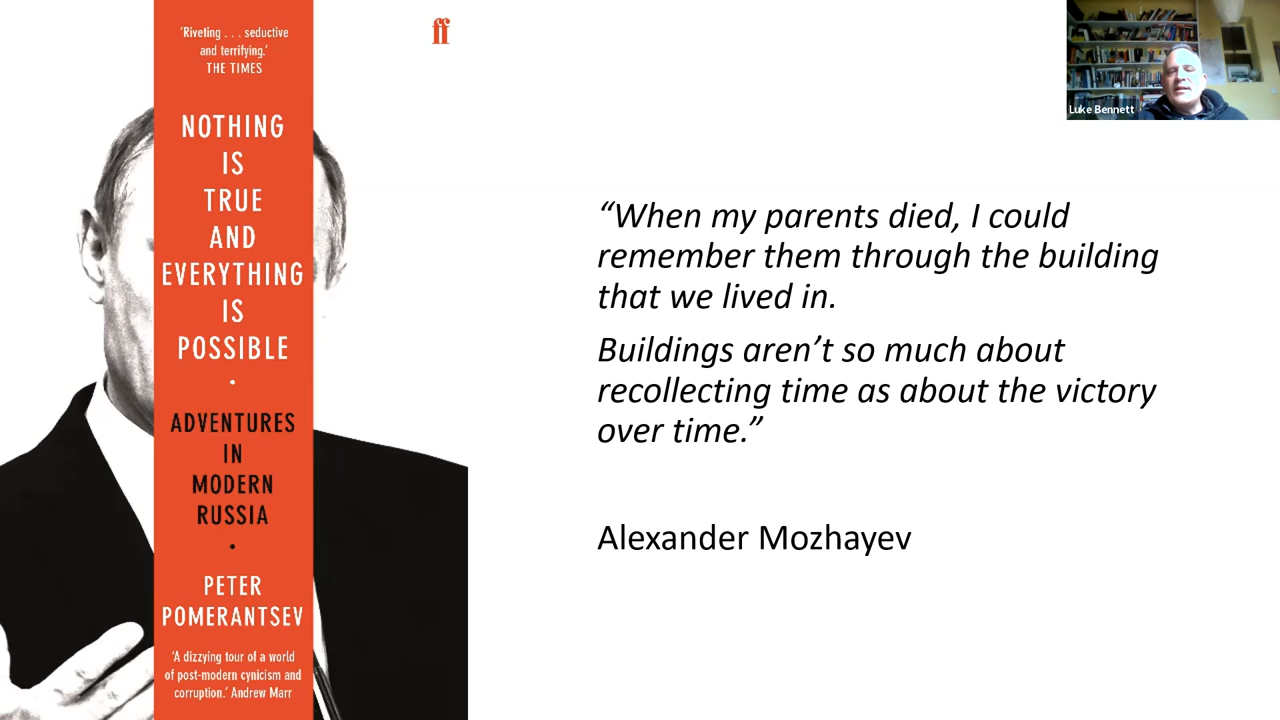 'Riveting . . . seductive
and terrifying.'
THE TIMES
NOTHING
IS
TRUE
AND
EVERYTHING
IS
POSSIBLE
•
ADVENTURES
IN
MODERN
RUSSIA
•
PETER
POMERANTSEV
'A dizzying tour of a world
of post-modern cynicism and
corruption.' Andrew Marr
ff
“When my parents died, I could
remember them through the building
that we lived in.
Buildings aren’t so much about
recollecting time as about the victory
over time.”
Alexander Mozhayev
Luke Bennett